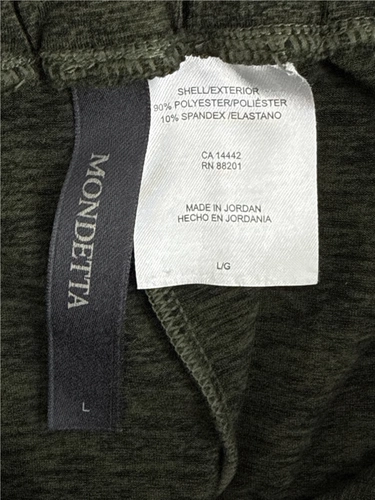 SHELL/EXTERIOR
90% POLYESTER/POLIÉSTER
10% SPANDEX /ELASTANO
CA 14442
RN 88201
MADE IN JORDAN
HECHO EN JORDANIA
L/G
MONDETTA
L